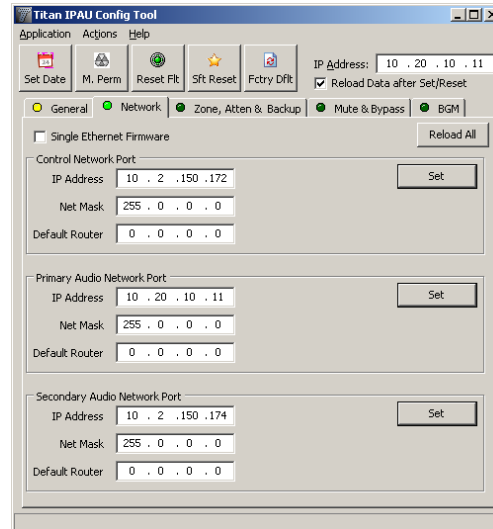 Titan IPAU Config Tool
Application Actions Help
Set Date M. Perm Reset Flt Sft Reset Fctry Dflt
IP Address: 10 . 20 . 10 . 11
Reload Data after Set/Reset
General Network Zone, Atten & Backup Mute & Bypass BGM
Single Ethernet Firmware Reload All
Control Network Port
IP Address 10 . 2 .150 .172 Set
Net Mask 255 . 0 . 0 . 0
Default Router 0 . 0 . 0 . 0
Primary Audio Network Port
IP Address 10 . 20 . 10 . 11 Set
Net Mask 255 . 0 . 0 . 0
Default Router 0 . 0 . 0 . 0
Secondary Audio Network Port
IP Address 10 . 2 .150 .174 Set
Net Mask 255 . 0 . 0 . 0
Default Router 0 . 0 . 0 . 0